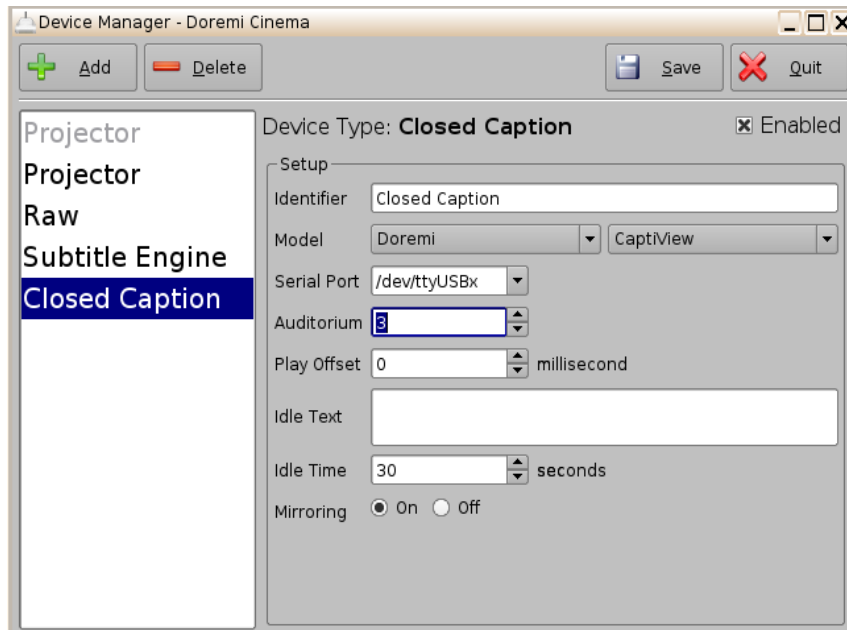 Device Manager - Doremi Cinema
Add Delete Save Quit
Projector
Projector
Raw
Subtitle Engine
Closed Caption
Device Type: Closed Caption Enabled
Setup
Identifier Closed Caption
Model Doremi CaptiView
Serial Port /dev/ttyUSBx
Auditorium 3
Play Offset 0 millisecond
Idle Text
Idle Time 30 seconds
Mirroring On Off